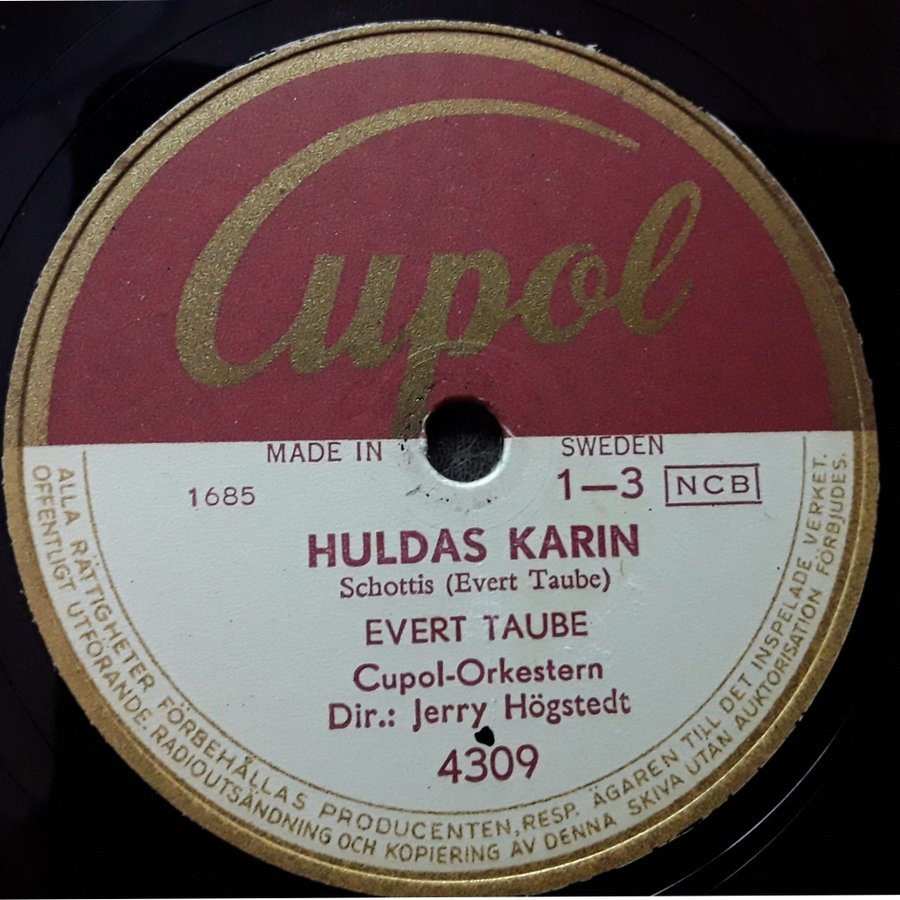 Cupol
MADE IN SWEDEN
1685 1—3 NCB
HULDAS KARIN
Schottis (Evert Taube)
EVERT TAUBE
Cupol-Orkestern
Dir.: Jerry Högstedt
4309
ALLA RÄTTIGHETER FÖRBEHÅLLAS PRODUCENTEN, RESP. ÄGAREN TILL DET INSPELADE VERKET.
OFFENTLIGT UTFÖRANDE, RADIOUTSÄNDNING OCH KOPIERING AV DENNA SKIVA UTAN AUKTORISATION FÖRBJUDES.